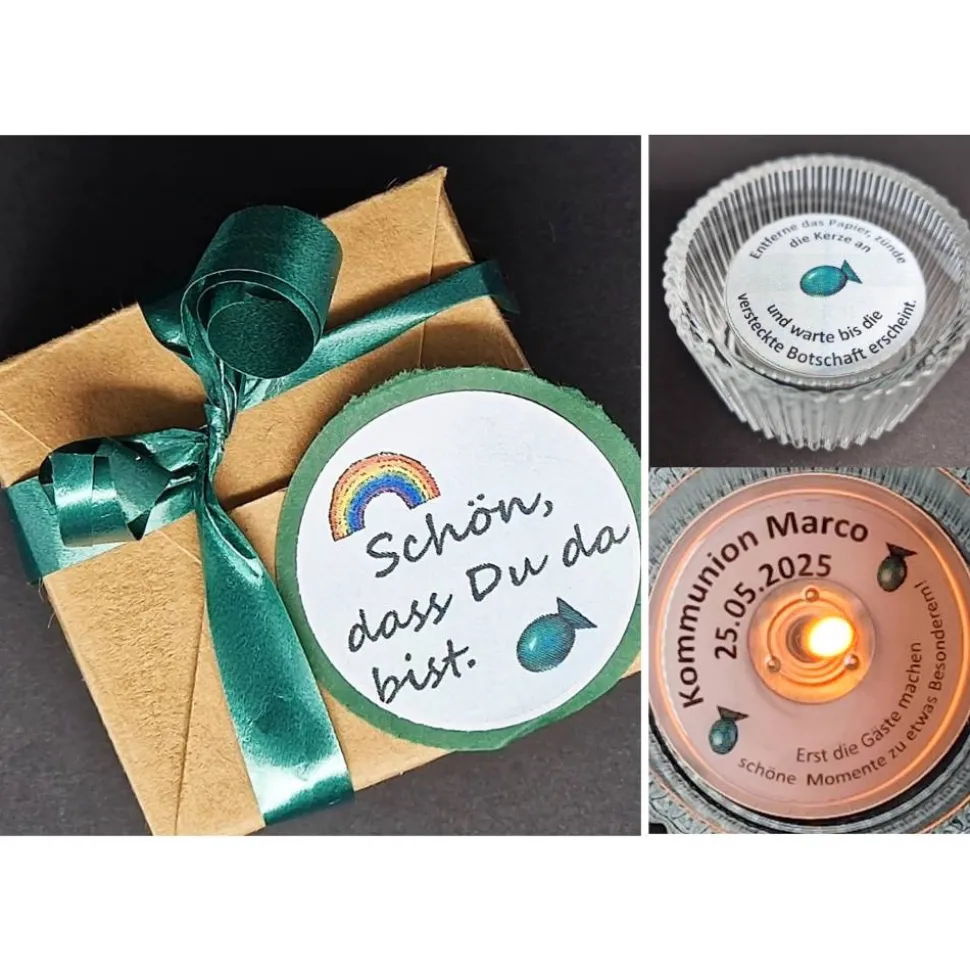 Schön,
dass Du da
bist.
Entferne das Papier, zünde
die Kerze an
und warte bis die
versteckte Botschaft erscheint.
Kommunion Marco
25.05.2025
Erst die Gäste machen
schöne Momente zu etwas Besonderem!